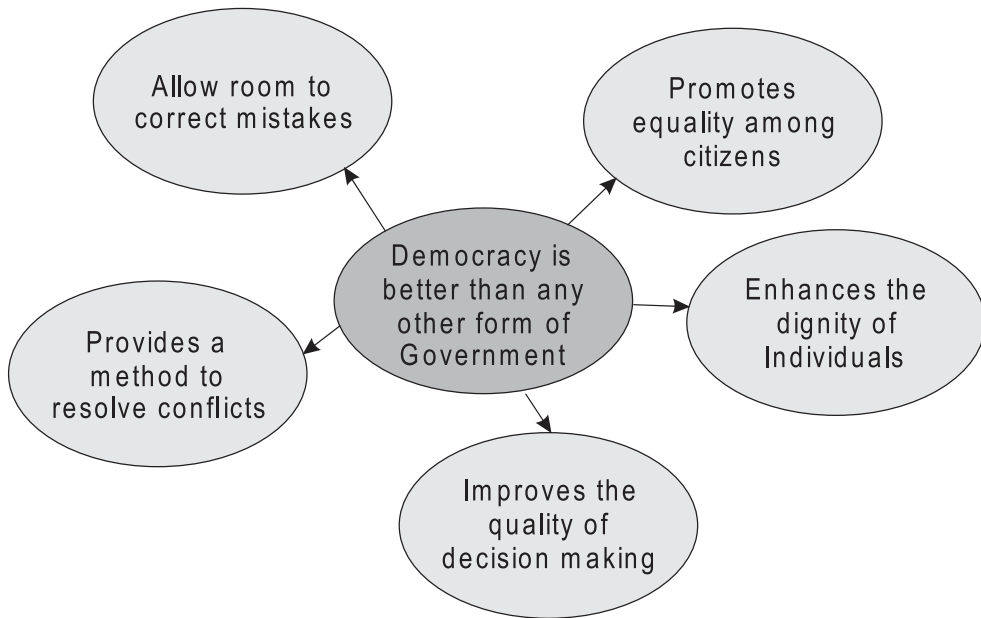 Allow room to
correct mistakes
Promotes
equality among
citizens
Democracy is
better than any
other form of
Government
Enhances the
dignity of
Individuals
Provides a
method to
resolve conflicts
Improves the
quality of
decision making